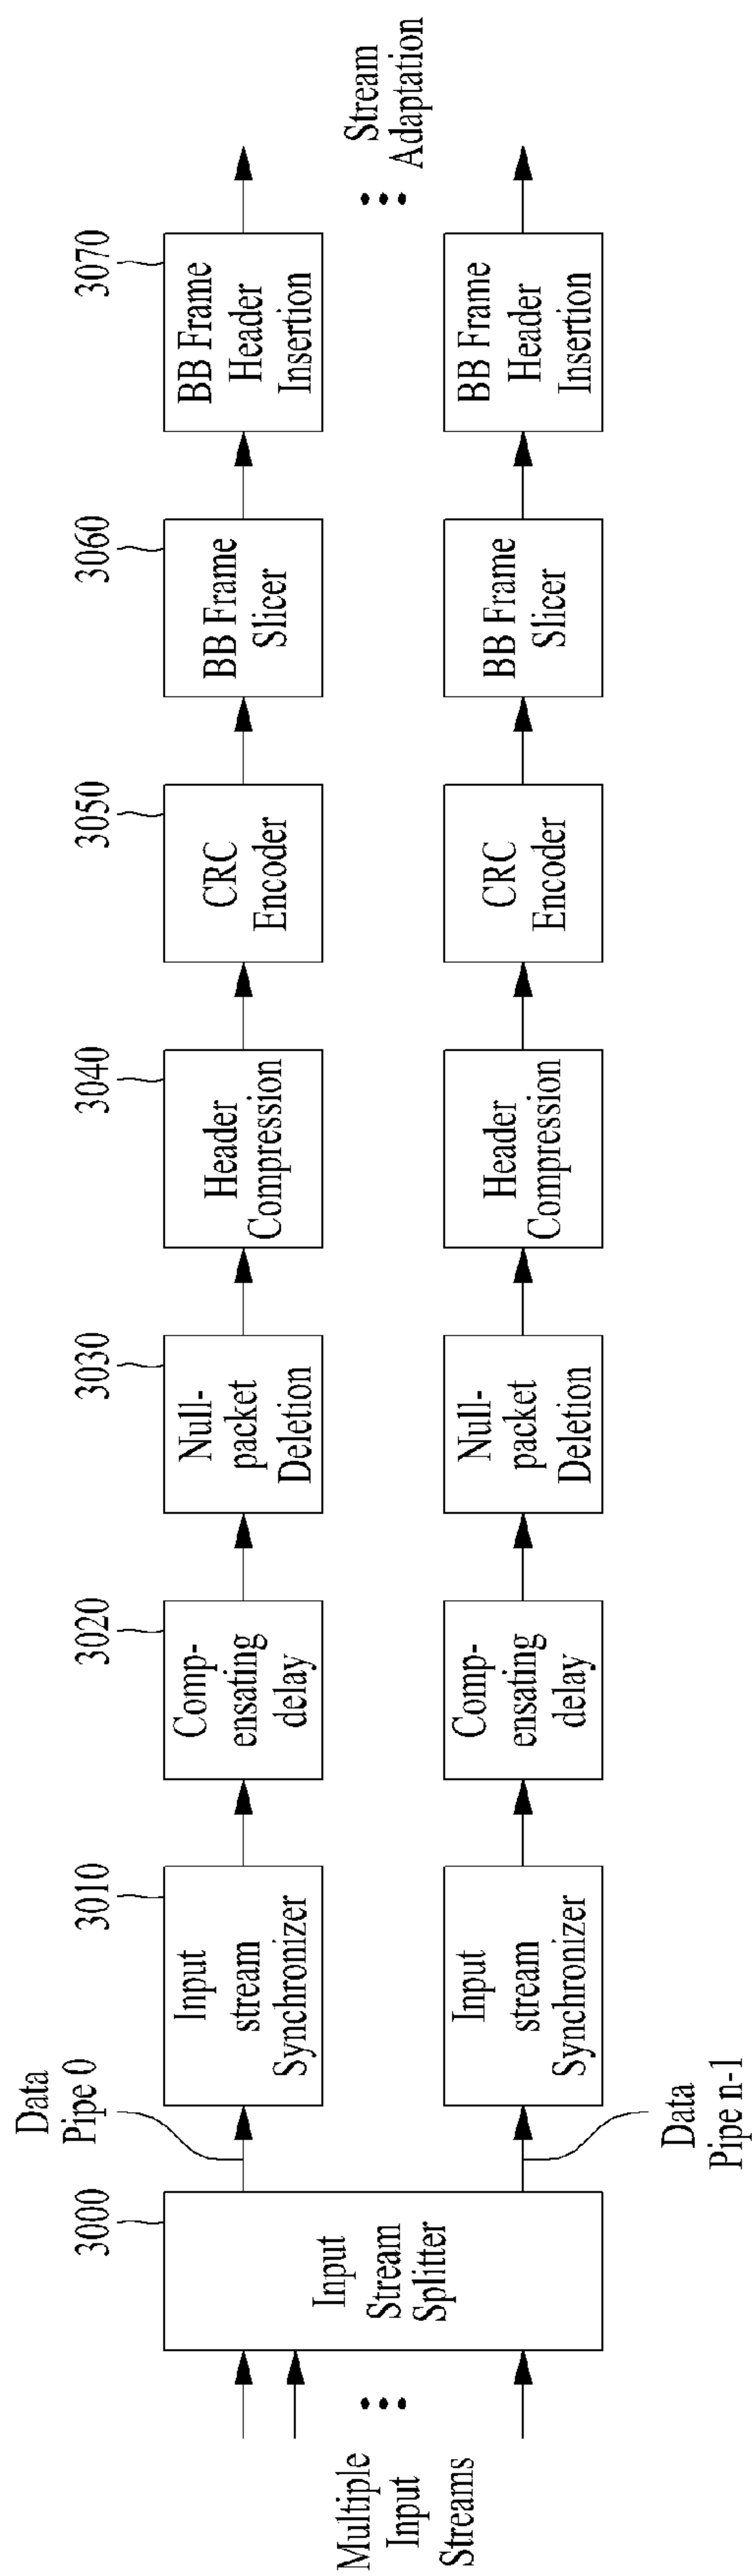 Multiple
Input
Streams
3000
Input
Stream
Splitter
Data
Pipe 0
3010
Input
stream
Synchronizer
3020
Comp-
ensating
delay
3030
Null-
packet
Deletion
3040
Header
Compression
3050
CRC
Encoder
3060
BB Frame
Slicer
3070
BB Frame
Header
Insertion
Data
Pipe n-1
Input
stream
Synchronizer
Comp-
ensating
delay
Null-
packet
Deletion
Header
Compression
CRC
Encoder
BB Frame
Slicer
BB Frame
Header
Insertion
Stream
Adaptation